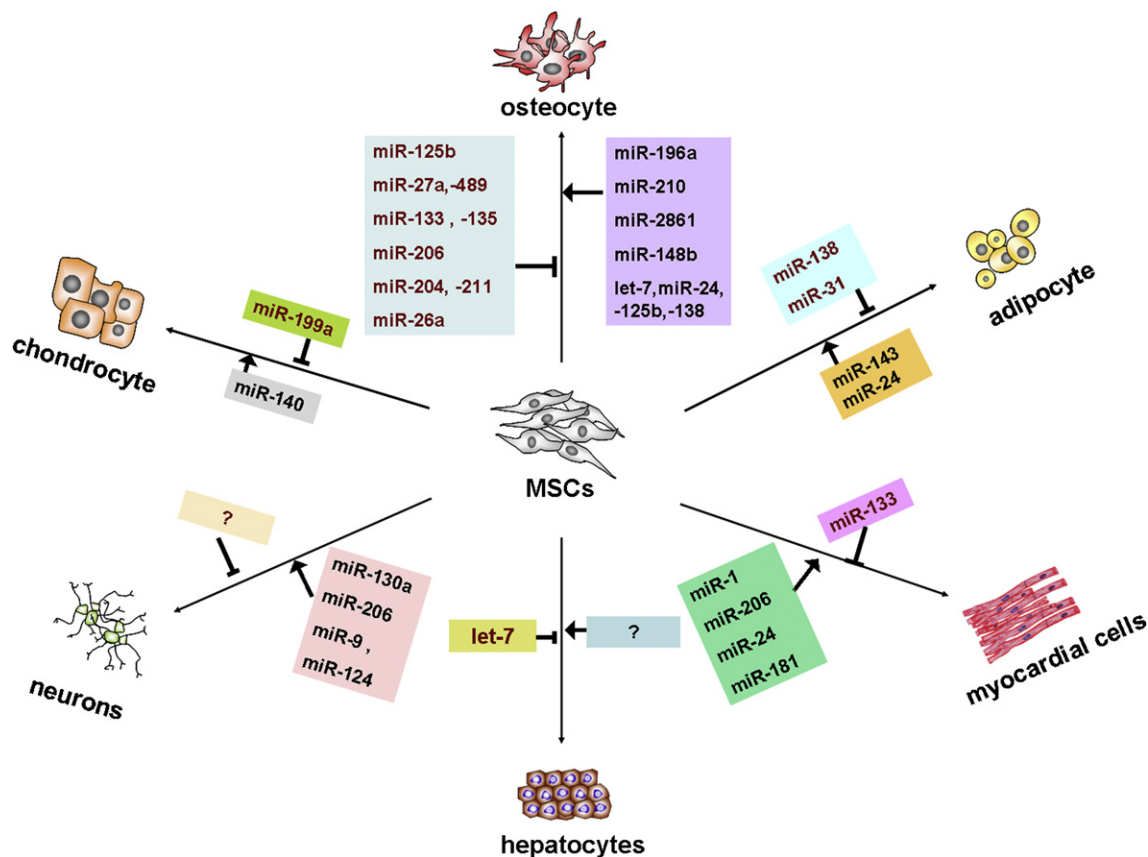 osteocyte
miR-125b
miR-27a,-489
miR-133 , -135
miR-206
miR-204, -211
miR-26a
miR-196a
miR-210
miR-2861
miR-148b
let-7,miR-24,
-125b,-138
miR-138
miR-31
adipocyte
miR-143
miR-24
chondrocyte
miR-199a
miR-140
MSCs
?
miR-130a
miR-206
miR-9 ,
miR-124
neurons
let-7
?
miR-133
miR-1
miR-206
miR-24
miR-181
myocardial cells
hepatocytes